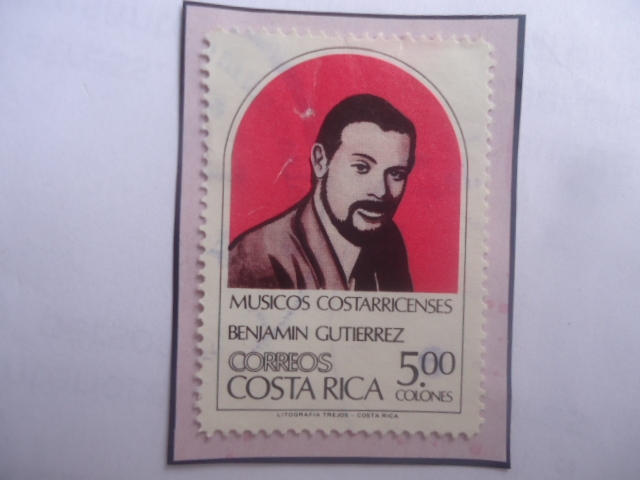 MUSICOS COSTARRICENSES
BENJAMIN GUTIERREZ
CORREOS
COSTA RICA 5.00
COLONES
LITOGRAFIA TREJOS - COSTA RICA